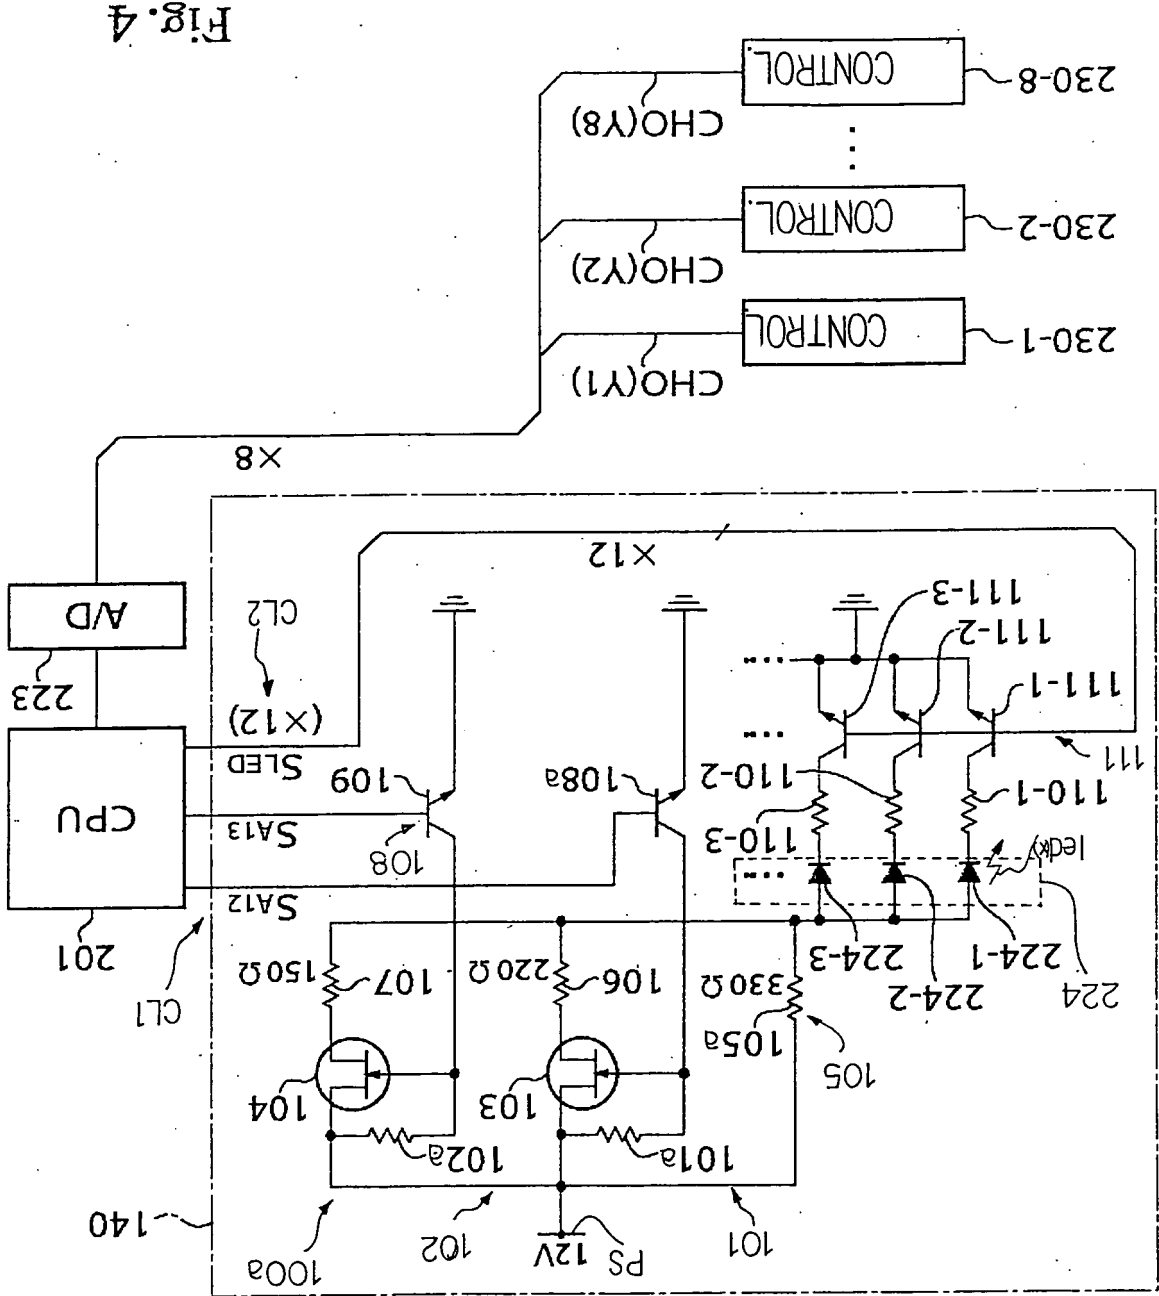 Fig. 4
PS
12V
100a
102
101
140
101a
102a
103
104
105
105a
330Ω
106
220Ω
107
150Ω
CL1
201
CPU
SA12
SA13
SLED
(×12)
CL2
108
109
108a
224
224-1
224-2
224-3
led(k)
110-1
110-2
110-3
111
111-1
111-2
111-3
×12
223
A/D
×8
230-1
CONTROL
CHO(Y1)
230-2
CONTROL
CHO(Y2)
230-8
CONTROL
CHO(Y8)